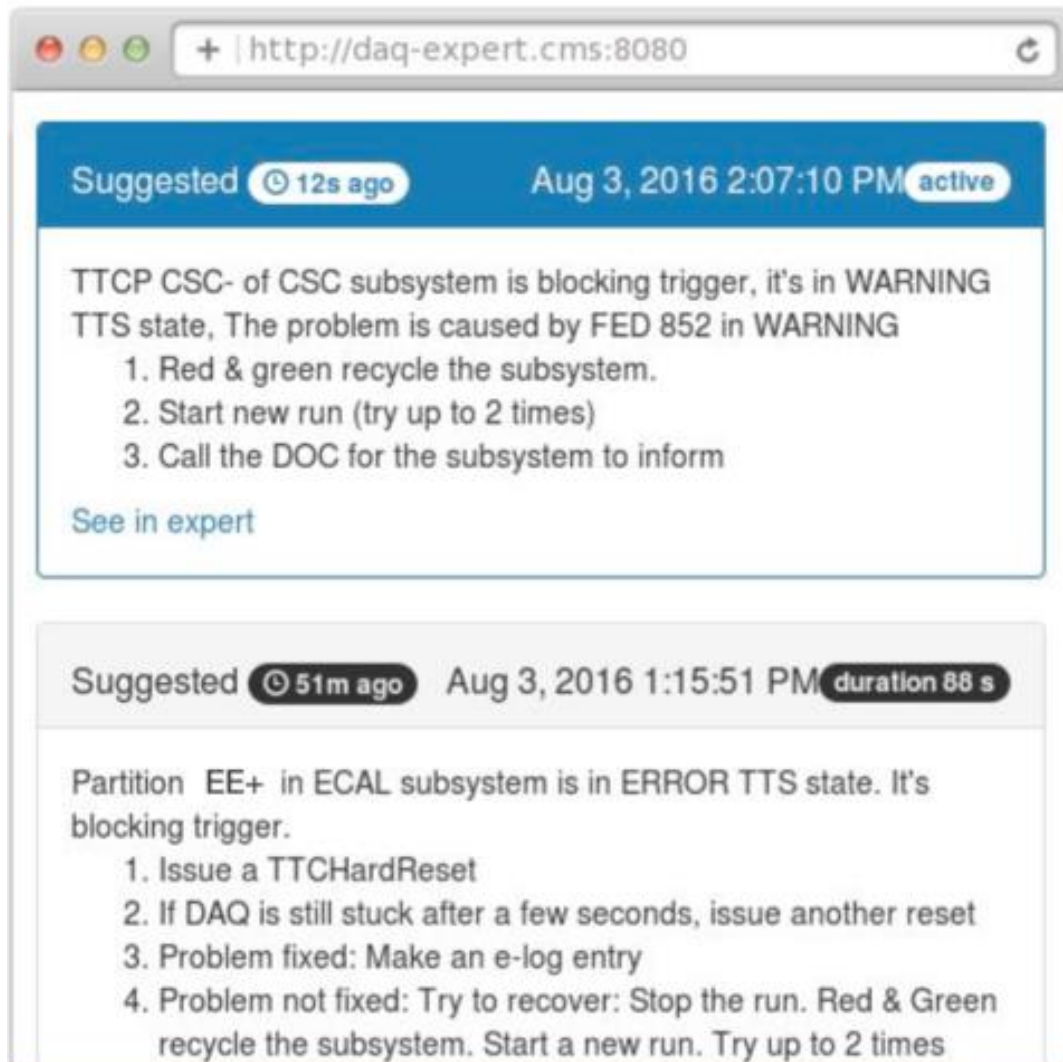 + http://daq-expert.cms:8080
Suggested 12s ago Aug 3, 2016 2:07:10 PM active
TTCP CSC- of CSC subsystem is blocking trigger, it's in WARNING
TTS state, The problem is caused by FED 852 in WARNING
1. Red & green recycle the subsystem.
2. Start new run (try up to 2 times)
3. Call the DOC for the subsystem to inform
See in expert
Suggested 51m ago Aug 3, 2016 1:15:51 PM duration 88 s
Partition EE+ in ECAL subsystem is in ERROR TTS state. It's
blocking trigger.
1. Issue a TTCHardReset
2. If DAQ is still stuck after a few seconds, issue another reset
3. Problem fixed: Make an e-log entry
4. Problem not fixed: Try to recover: Stop the run. Red & Green
recycle the subsystem. Start a new run. Try up to 2 times